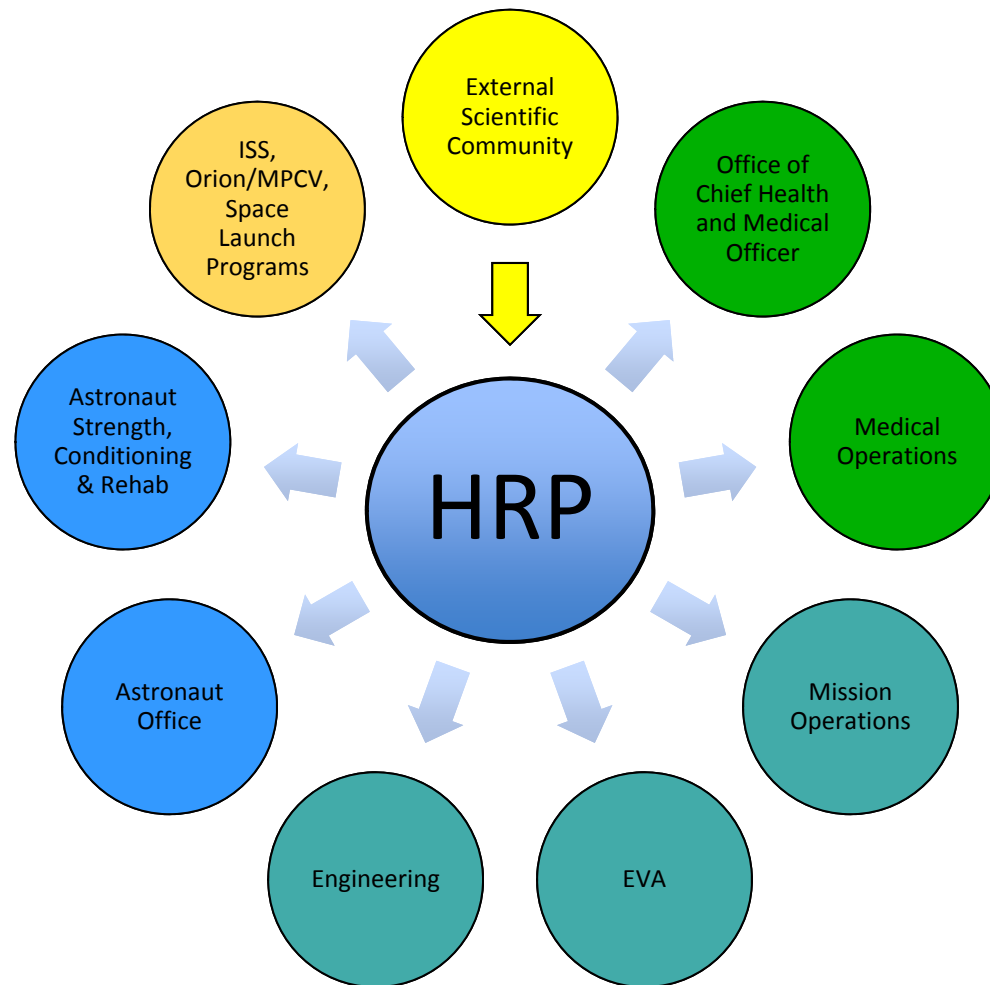 External
Scientific
Community
Office of
Chief Health
and Medical
Officer
Medical
Operations
Mission
Operations
EVA
Engineering
Astronaut
Office
Astronaut
Strength,
Conditioning
& Rehab
ISS,
Orion/MPCV,
Space
Launch
Programs
HRP